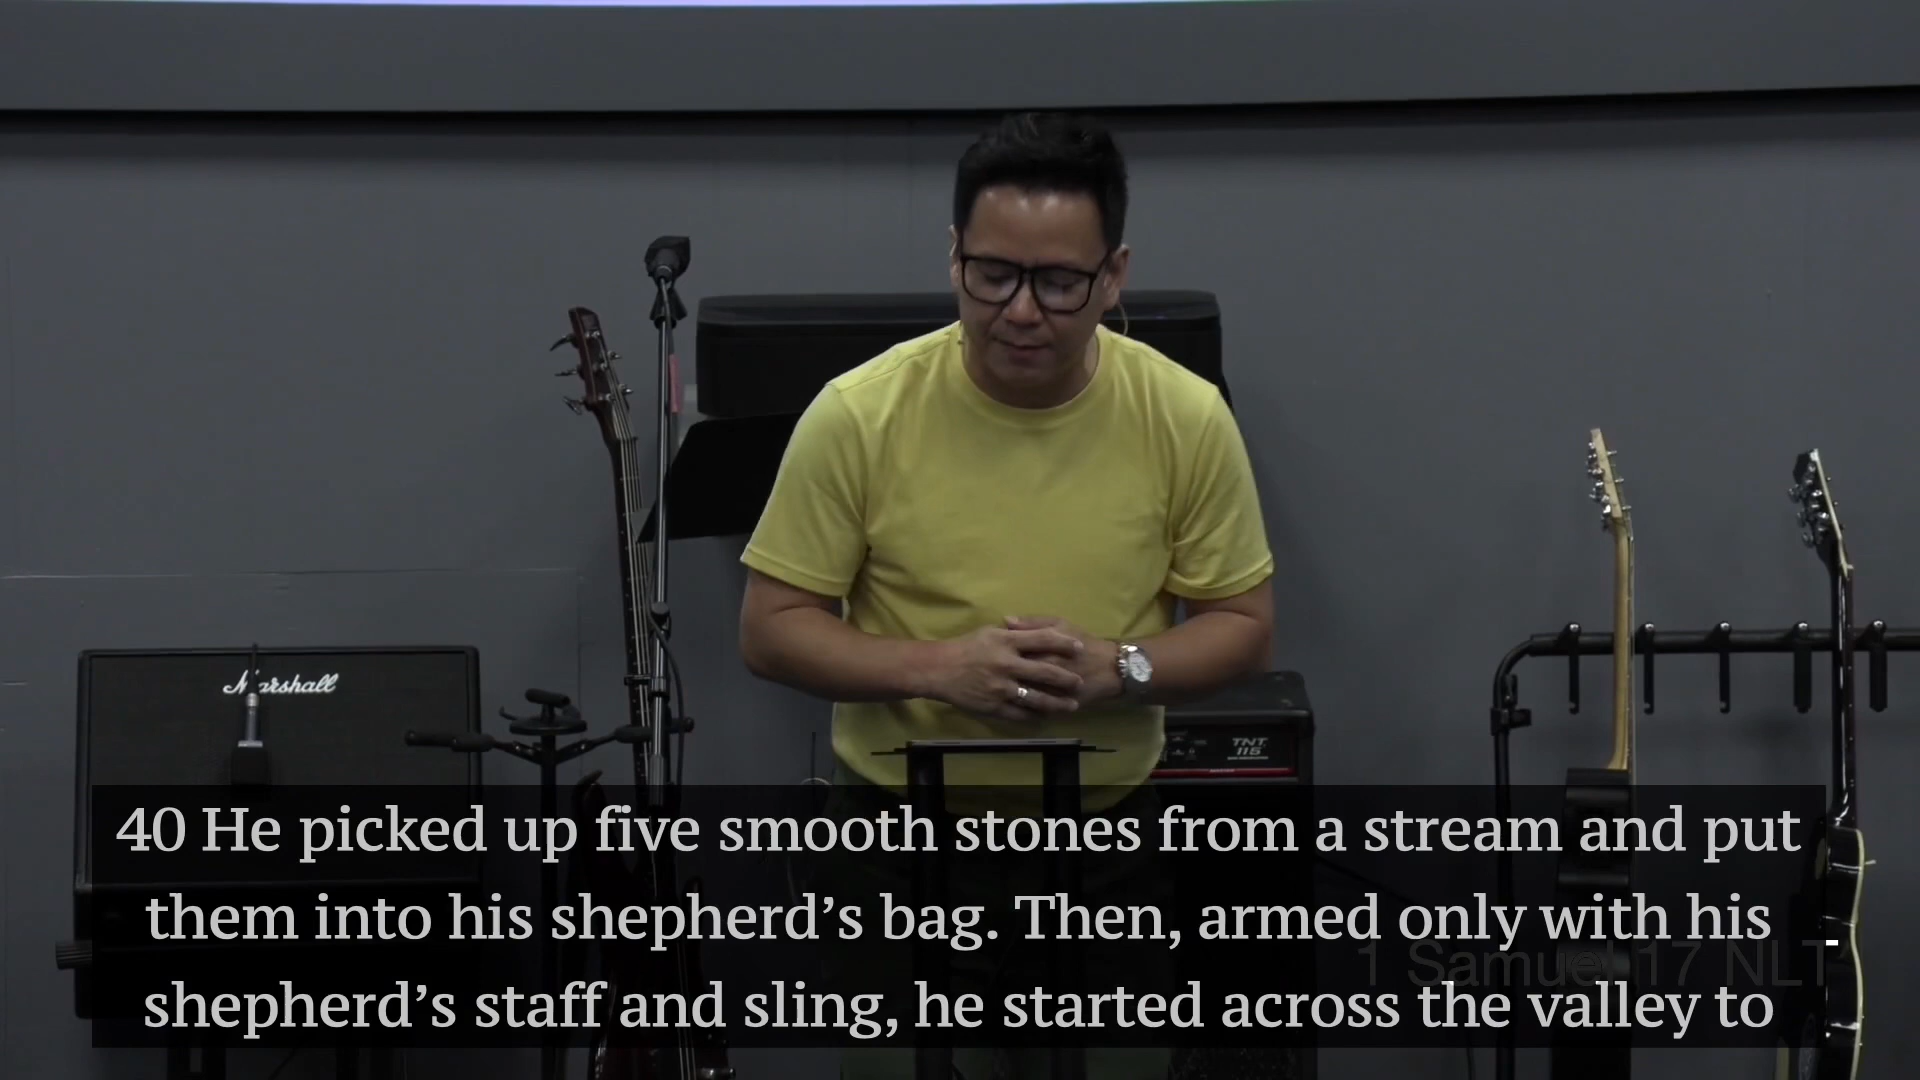 Marshall
TNT
115
40 He picked up five smooth stones from a stream and put
them into his shepherd’s bag. Then, armed only with his
1 Samuel 17 NLT
shepherd’s staff and sling, he started across the valley to